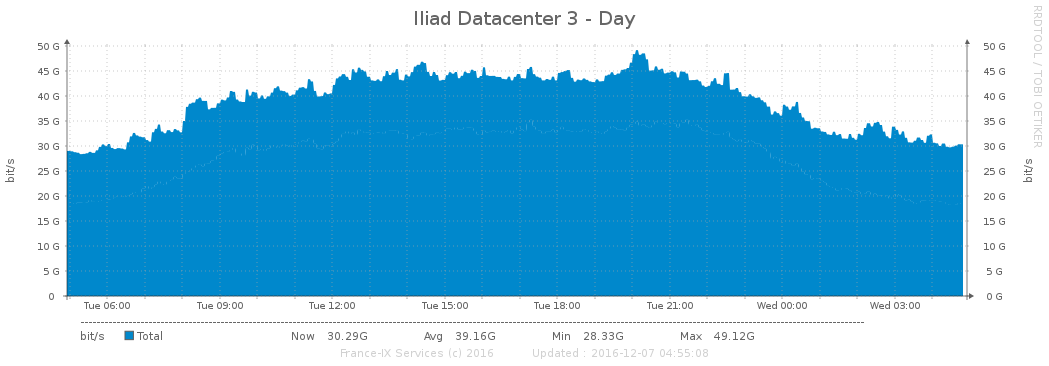 Iliad Datacenter 3 - Day
RRDTOOL / TOBI OETIKER
50 G 50 G
45 G 45 G
40 G 40 G
35 G 35 G
30 G 30 G
25 G 25 G
20 G 20 G
15 G 15 G
10 G 10 G
5 G 5 G
0 0 G
bit/s bit/s
Tue 06:00 Tue 09:00 Tue 12:00 Tue 15:00 Tue 18:00 Tue 21:00 Wed 00:00 Wed 03:00
bit/s Total Now 30.29G Avg 39.16G Min 28.33G Max 49.12G
France-IX Services (c) 2016 Updated : 2016-12-07 04:55:08